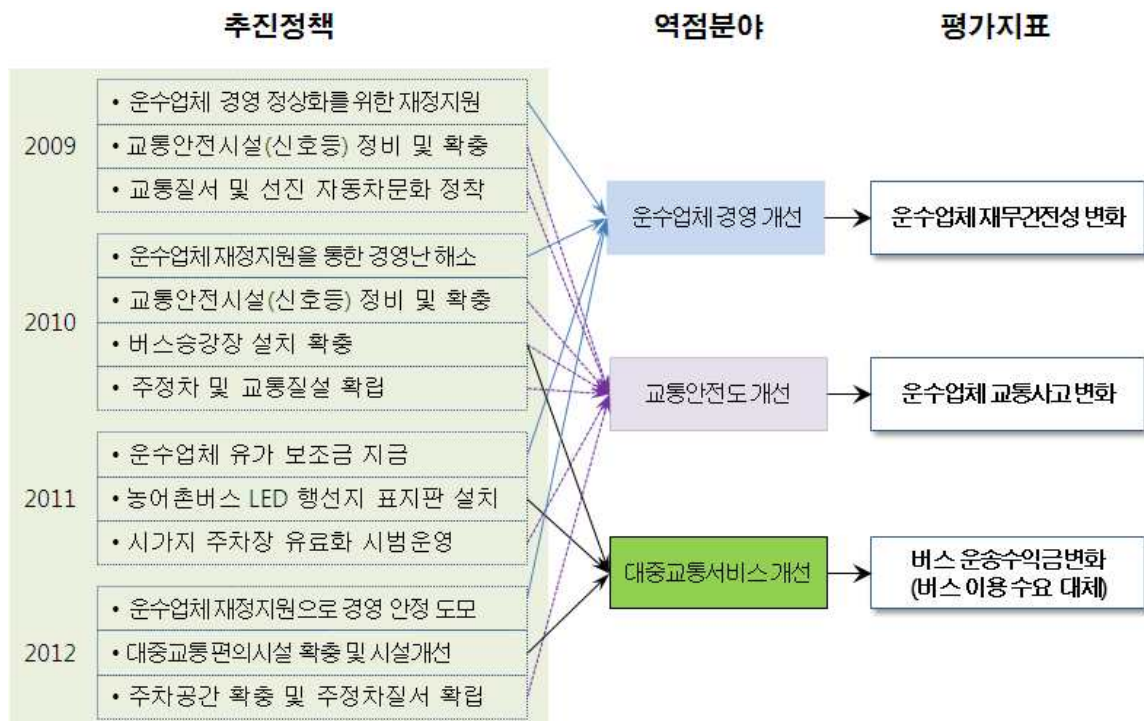 추진정책 역점분야 평가지표
2009
• 운수업체 경영 정상화를 위한 재정지원
• 교통안전시설(신호등) 정비 및 확충
• 교통질서 및 선진 자동차문화 정착
2010
• 운수업체 재정지원을 통한 경영난 해소
• 교통안전시설(신호등) 정비 및 확충
• 버스승강장 설치 확충
• 주정차 및 교통질설 확립
2011
• 운수업체 유가 보조금 지금
• 농어촌버스 LED 행선지 표지판 설치
• 시가지 주차장 유료화 시범운영
2012
• 운수업체 재정지원으로 경영 안정 도모
• 대중교통편의시설 확충 및 시설개선
• 주차공간 확충 및 주정차질서 확립
운수업체 경영 개선
교통안전도 개선
대중교통서비스 개선
운수업체 재무건전성 변화
운수업체 교통사고 변화
버스 운송수익금변화
(버스 이용 수요 대체)